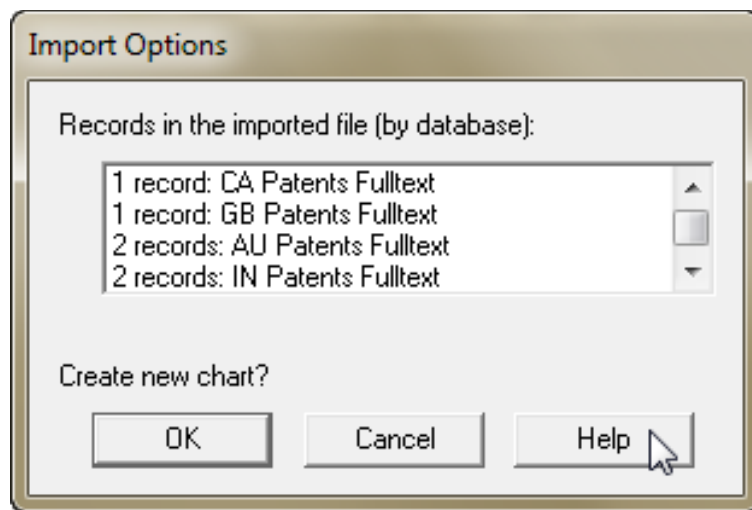 Import Options
Records in the imported file (by database):
1 record: CA Patents Fulltext
1 record: GB Patents Fulltext
2 records: AU Patents Fulltext
2 records: IN Patents Fulltext
Create new chart?
OK Cancel Help